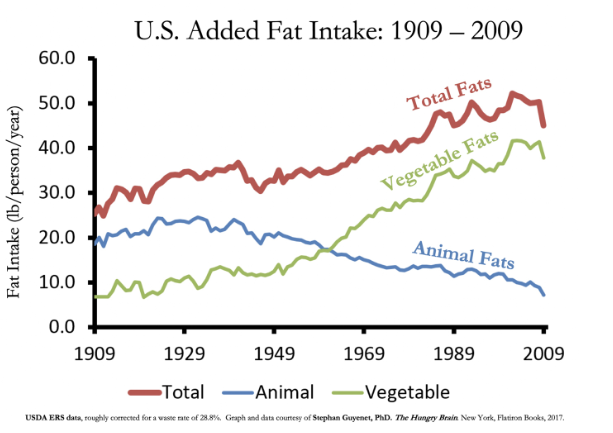 U.S. Added Fat Intake: 1909 – 2009
Fat Intake (lb/person/year)
60.0
50.0
40.0
30.0
20.0
10.0
0.0
Total Fats
Vegetable Fats
Animal Fats
1909 1929 1949 1969 1989 2009
Total Animal Vegetable
USDA ERS data, roughly corrected for a waste rate of 28.8%. Graph and data courtesy of Stephan Guyenet, PhD. The Hungry Brain. New York, Flatiron Books, 2017.